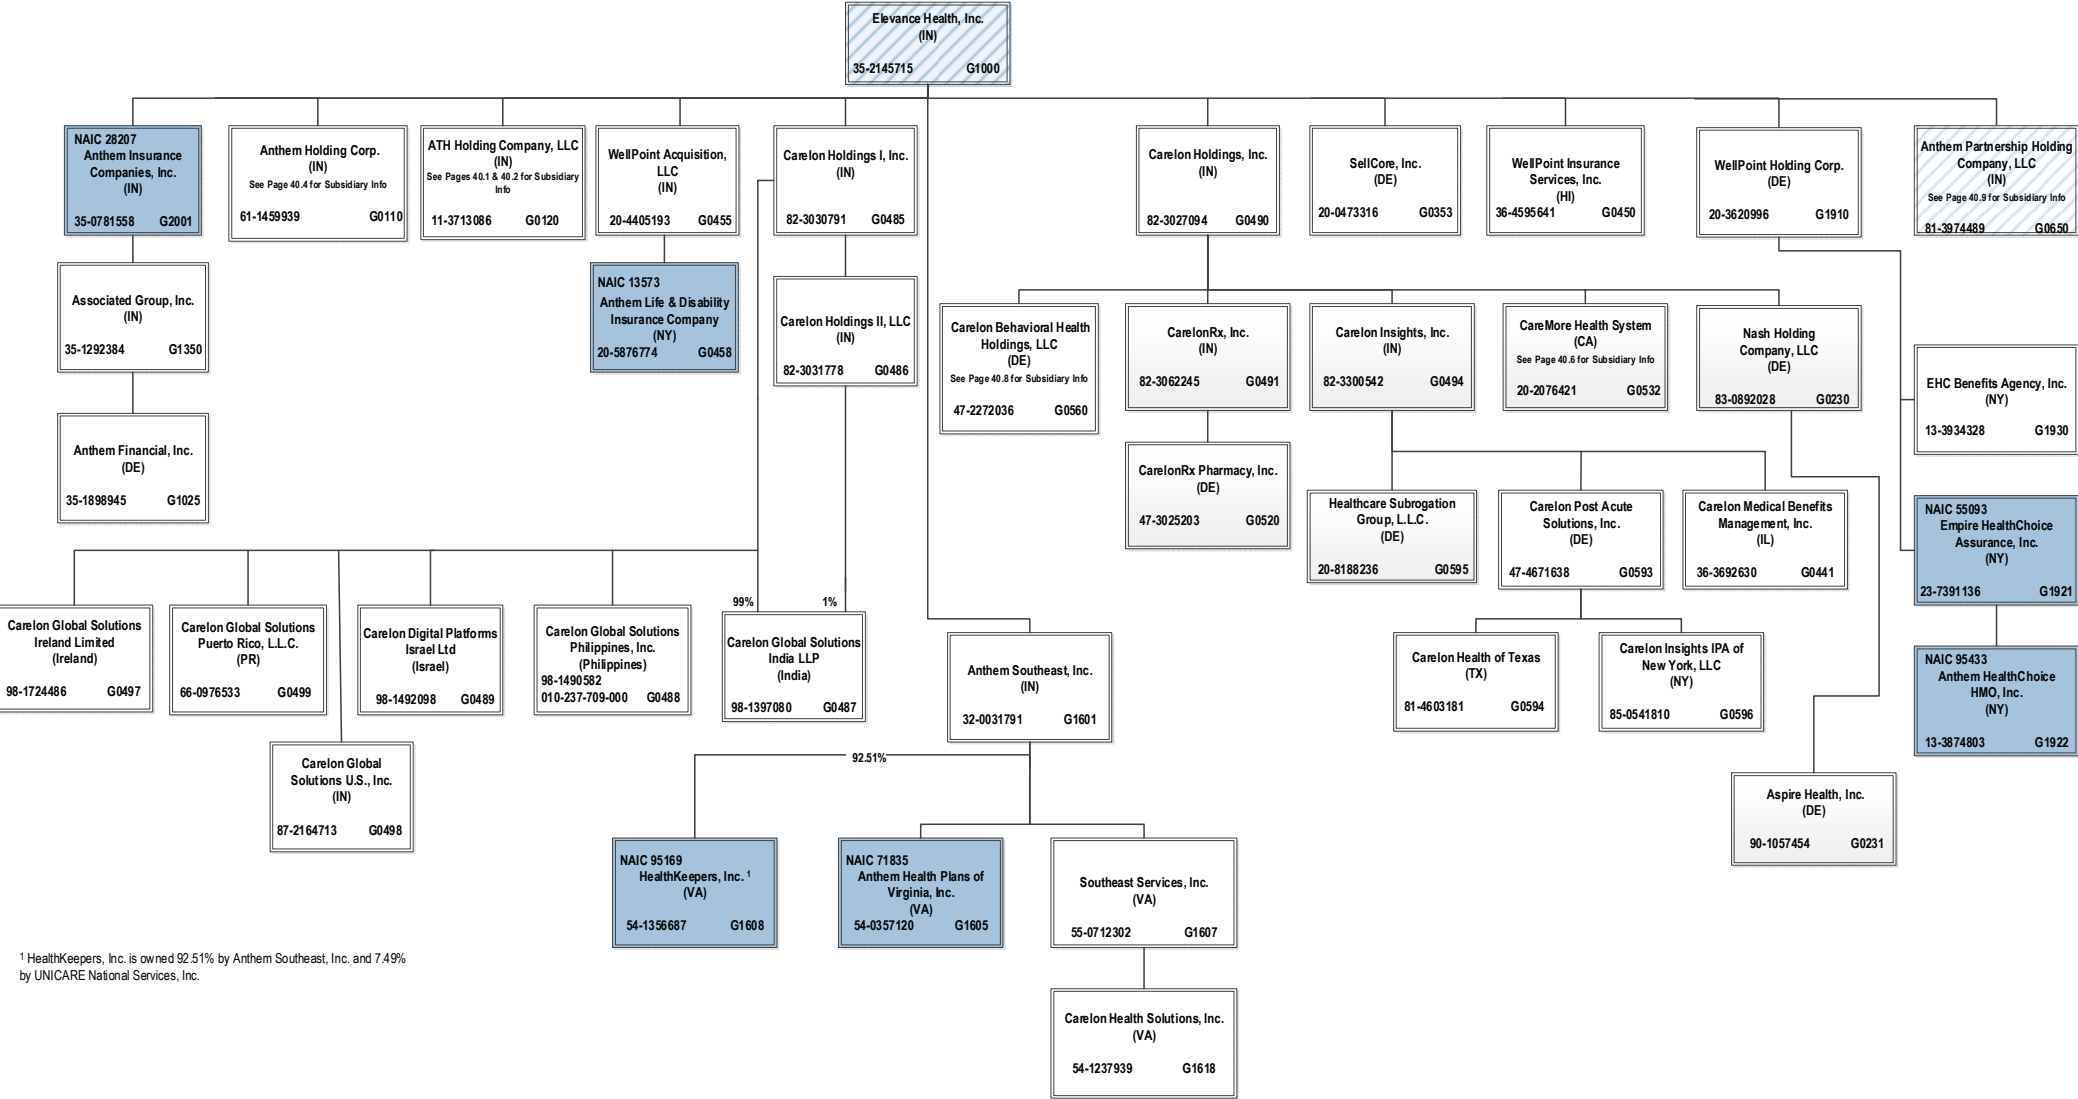 Elevance Health, Inc.
(IN)
35-2145715 G1000
NAIC 28207
Anthem Insurance
Companies, Inc.
(IN)
35-0781558 G2001
Anthem Holding Corp.
(IN)
See Page 40.4 for Subsidiary Info
61-1459939 G0110
ATH Holding Company, LLC
(IN)
See Pages 40.1 & 40.2 for Subsidiary
Info
11-3713086 G0120
WellPoint Acquisition,
LLC
(IN)
20-4405193 G0455
Carelon Holdings I, Inc.
(IN)
82-3030791 G0485
Carelon Holdings, Inc.
(IN)
82-3027094 G0490
SellCore, Inc.
(DE)
20-0473316 G0353
WellPoint Insurance
Services, Inc.
(HI)
36-4595641 G0450
WellPoint Holding Corp.
(DE)
20-3620996 G1910
Anthem Partnership Holding
Company, LLC
(IN)
See Page 40.9 for Subsidiary Info
81-3974489 G0650
Associated Group, Inc.
(IN)
35-1292384 G1350
NAIC 13573
Anthem Life & Disability
Insurance Company
(NY)
20-5876774 G0458
Carelon Holdings II, LLC
(IN)
82-3031778 G0486
Carelon Behavioral Health
Holdings, LLC
(DE)
See Page 40.8 for Subsidiary Info
47-2272036 G0560
CarelonRx, Inc.
(IN)
82-3062245 G0491
Carelon Insights, Inc.
(IN)
82-3300542 G0494
CareMore Health System
(CA)
See Page 40.6 for Subsidiary Info
20-2076421 G0532
Nash Holding
Company, LLC
(DE)
83-0892028 G0230
EHC Benefits Agency, Inc.
(NY)
13-3934328 G1930
Anthem Financial, Inc.
(DE)
35-1898945 G1025
CarelonRx Pharmacy, Inc.
(DE)
47-3025203 G0520
Healthcare Subrogation
Group, L.L.C.
(DE)
20-8188236 G0595
Carelon Post Acute
Solutions, Inc.
(DE)
47-4671638 G0593
Carelon Medical Benefits
Management, Inc.
(IL)
36-3692630 G0441
NAIC 55093
Empire HealthChoice
Assurance, Inc.
(NY)
23-7391136 G1921
99% 1%
Carelon Global Solutions
Ireland Limited
(Ireland)
98-1724486 G0497
Carelon Global Solutions
Puerto Rico, L.L.C.
(PR)
66-0976533 G0499
Carelon Digital Platforms
Israel Ltd
(Israel)
98-1492098 G0489
Carelon Global Solutions
Philippines, Inc.
(Philippines)
98-1490582
010-237-709-000 G0488
Carelon Global Solutions
India LLP
(India)
98-1397080 G0487
Anthem Southeast, Inc.
(IN)
32-0031791 G1601
Carelon Health of Texas
(TX)
81-4603181 G0594
Carelon Insights IPA of
New York, LLC
(NY)
85-0541810 G0596
NAIC 95433
Anthem HealthChoice
HMO, Inc.
(NY)
13-3874803 G1922
Carelon Global
Solutions U.S., Inc.
(IN)
87-2164713 G0498
92.51%
Aspire Health, Inc.
(DE)
90-1057454 G0231
NAIC 95169
HealthKeepers, Inc. 1
(VA)
54-1356687 G1608
NAIC 71835
Anthem Health Plans of
Virginia, Inc.
(VA)
54-0357120 G1605
Southeast Services, Inc.
(VA)
55-0712302 G1607
1 HealthKeepers, Inc. is owned 92.51% by Anthem Southeast, Inc. and 7.49%
by UNICARE National Services, Inc.
Carelon Health Solutions, Inc.
(VA)
54-1237939 G1618